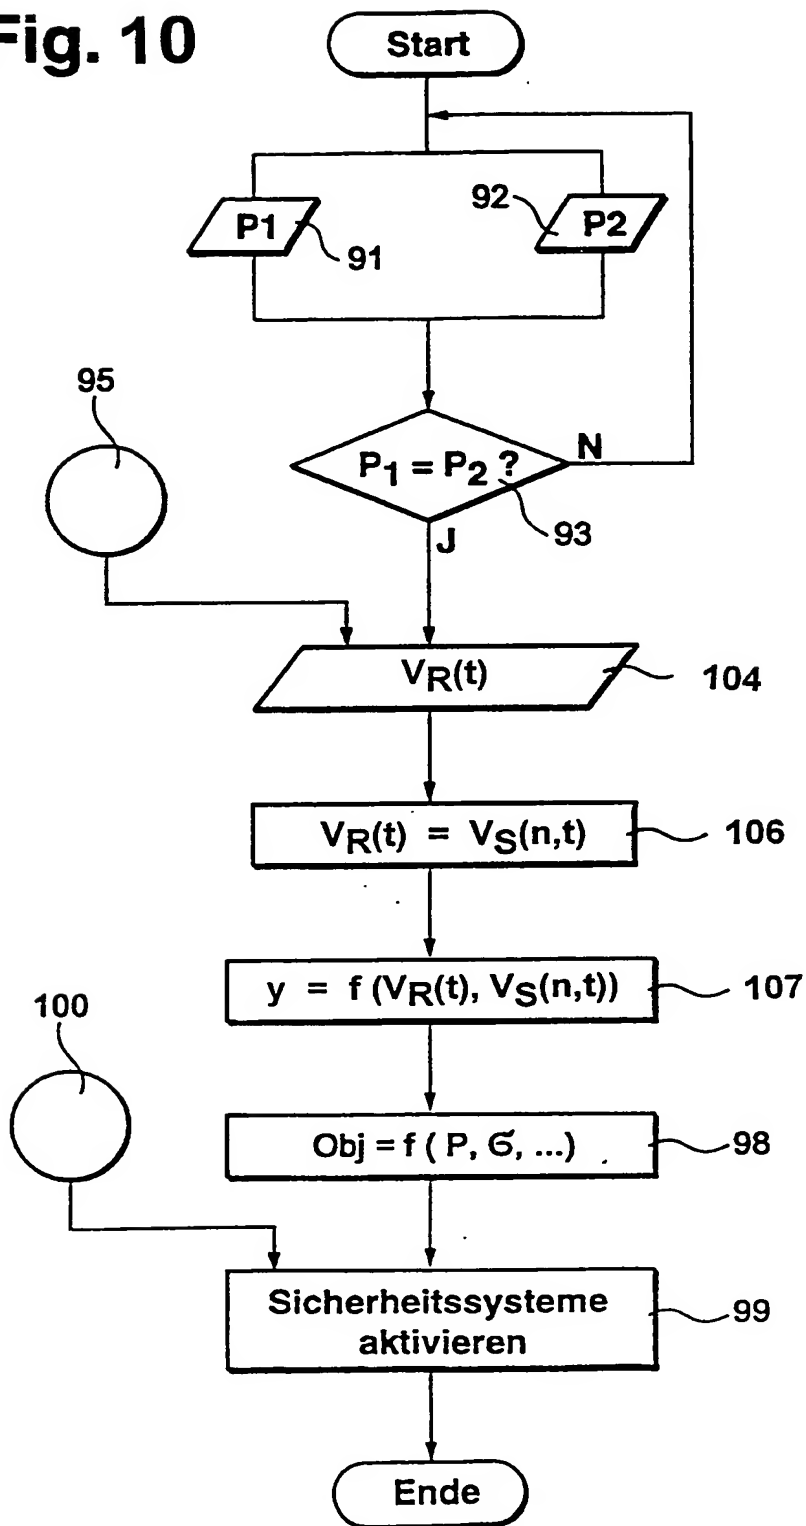 Fig. 10
Start
P1
91
92
P2
95
P1 = P2 ?
N
93
J
VR(t)
104
VR(t) = VS(n,t)
106
y = f (VR(t), VS(n,t))
107
100
Obj = f ( P, σ, ...)
98
Sicherheitssysteme
aktivieren
99
Ende